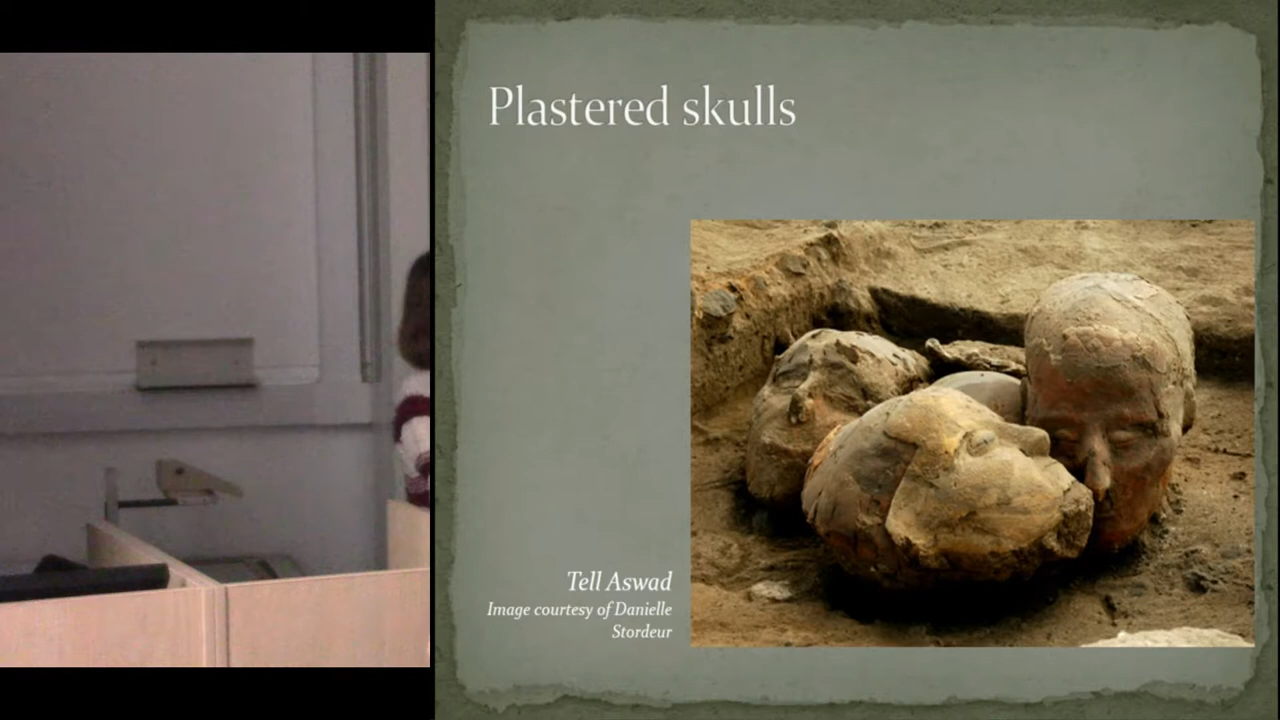 Plastered skulls
Tell Aswad
Image courtesy of Danielle
Stordeur